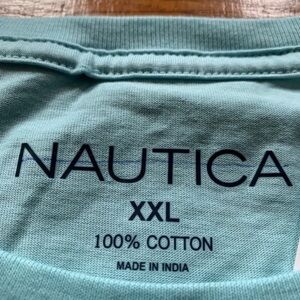 NAUTICA
XXL
100% COTTON
MADE IN INDIA